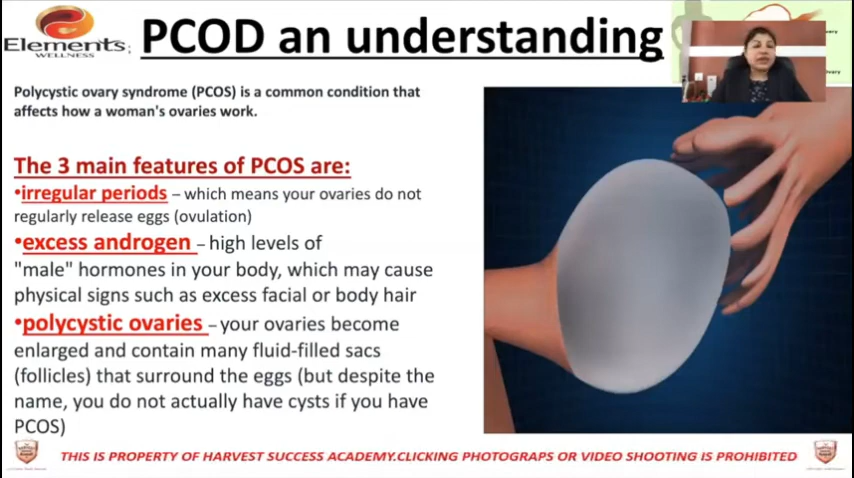 Elements
WELLNESS
PCOD an understanding
Polycystic ovary syndrome (PCOS) is a common condition that
affects how a woman's ovaries work.
The 3 main features of PCOS are:
•irregular periods – which means your ovaries do not
regularly release eggs (ovulation)
•excess androgen – high levels of
"male" hormones in your body, which may cause
physical signs such as excess facial or body hair
•polycystic ovaries – your ovaries become
enlarged and contain many fluid-filled sacs
(follicles) that surround the eggs (but despite the
name, you do not actually have cysts if you have
PCOS)
THIS IS PROPERTY OF HARVEST SUCCESS ACADEMY.CLICKING PHOTOGRAPS OR VIDEO SHOOTING IS PROHIBITED